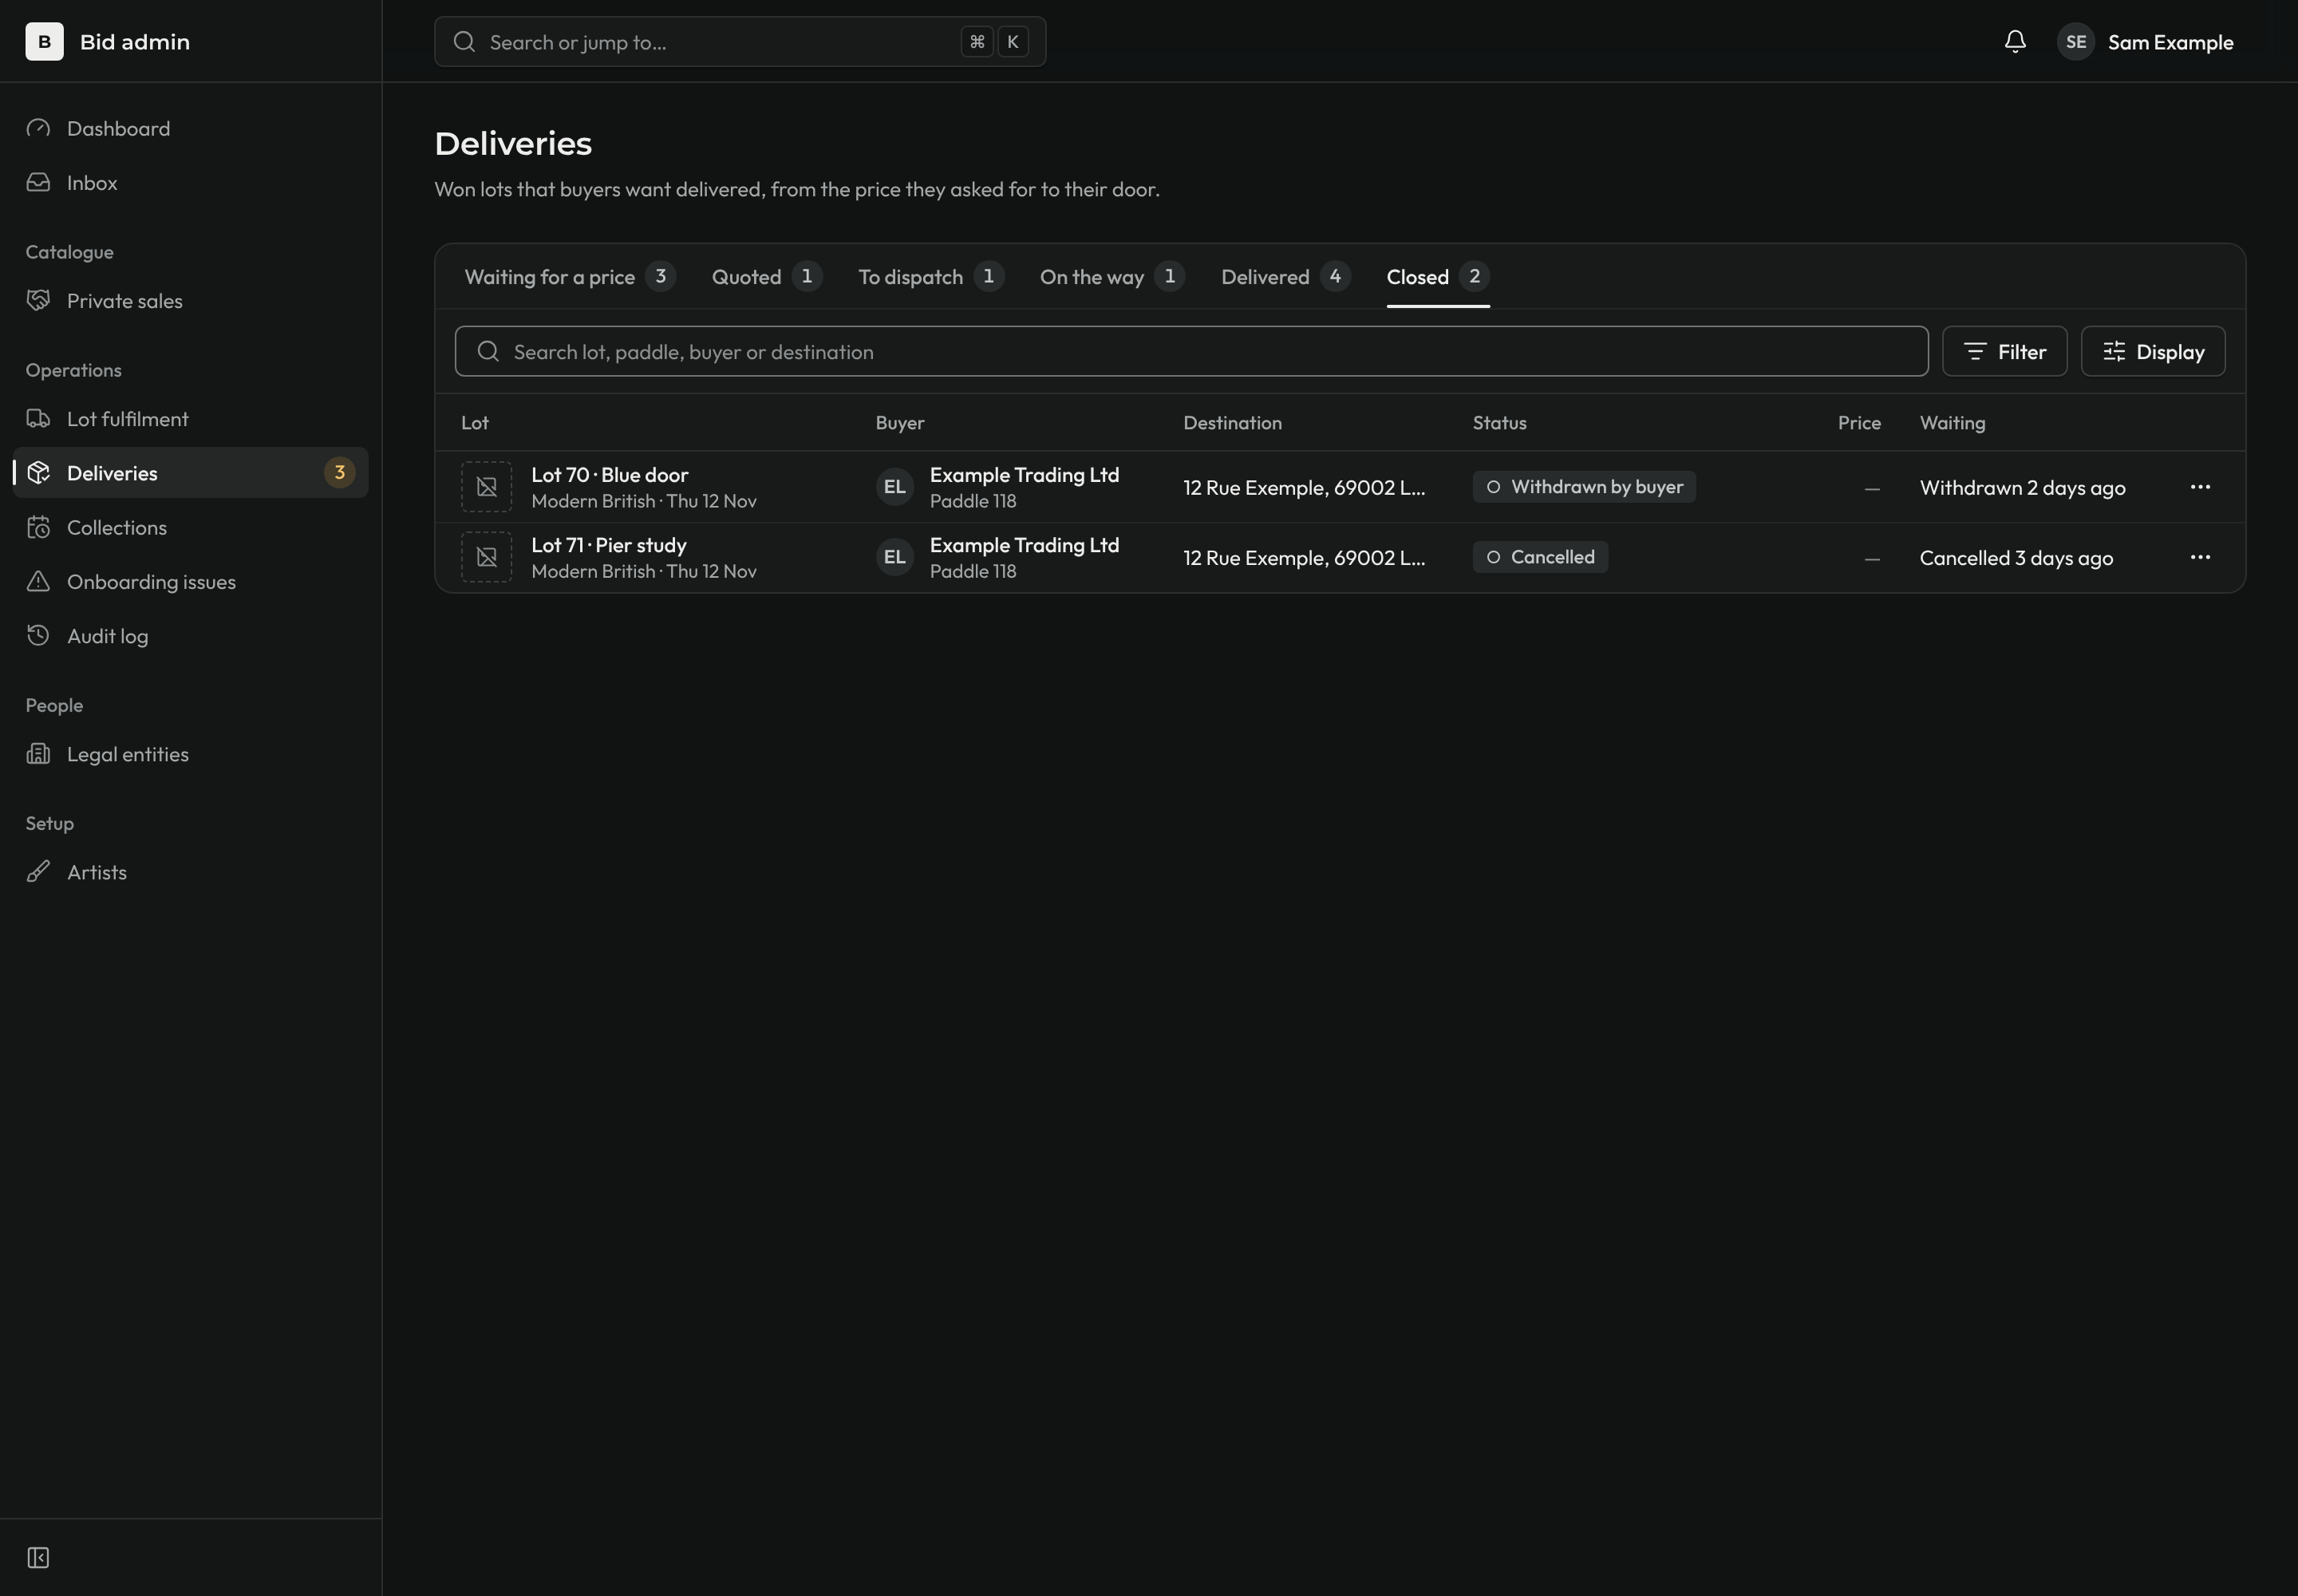 B Bid admin
Search or jump to... ⌘ K
SE Sam Example
Dashboard
Inbox
Catalogue
Private sales
Operations
Lot fulfilment
Deliveries 3
Collections
Onboarding issues
Audit log
People
Legal entities
Setup
Artists
Deliveries
Won lots that buyers want delivered, from the price they asked for to their door.
Waiting for a price 3 Quoted 1 To dispatch 1 On the way 1 Delivered 4 Closed 2
Search lot, paddle, buyer or destination
Filter
Display
Lot Buyer Destination Status Price Waiting
Lot 70 · Blue door
Modern British · Thu 12 Nov
EL
Example Trading Ltd
Paddle 118
12 Rue Exemple, 69002 L...
Withdrawn by buyer
—
Withdrawn 2 days ago
Lot 71 · Pier study
Modern British · Thu 12 Nov
EL
Example Trading Ltd
Paddle 118
12 Rue Exemple, 69002 L...
Cancelled
—
Cancelled 3 days ago